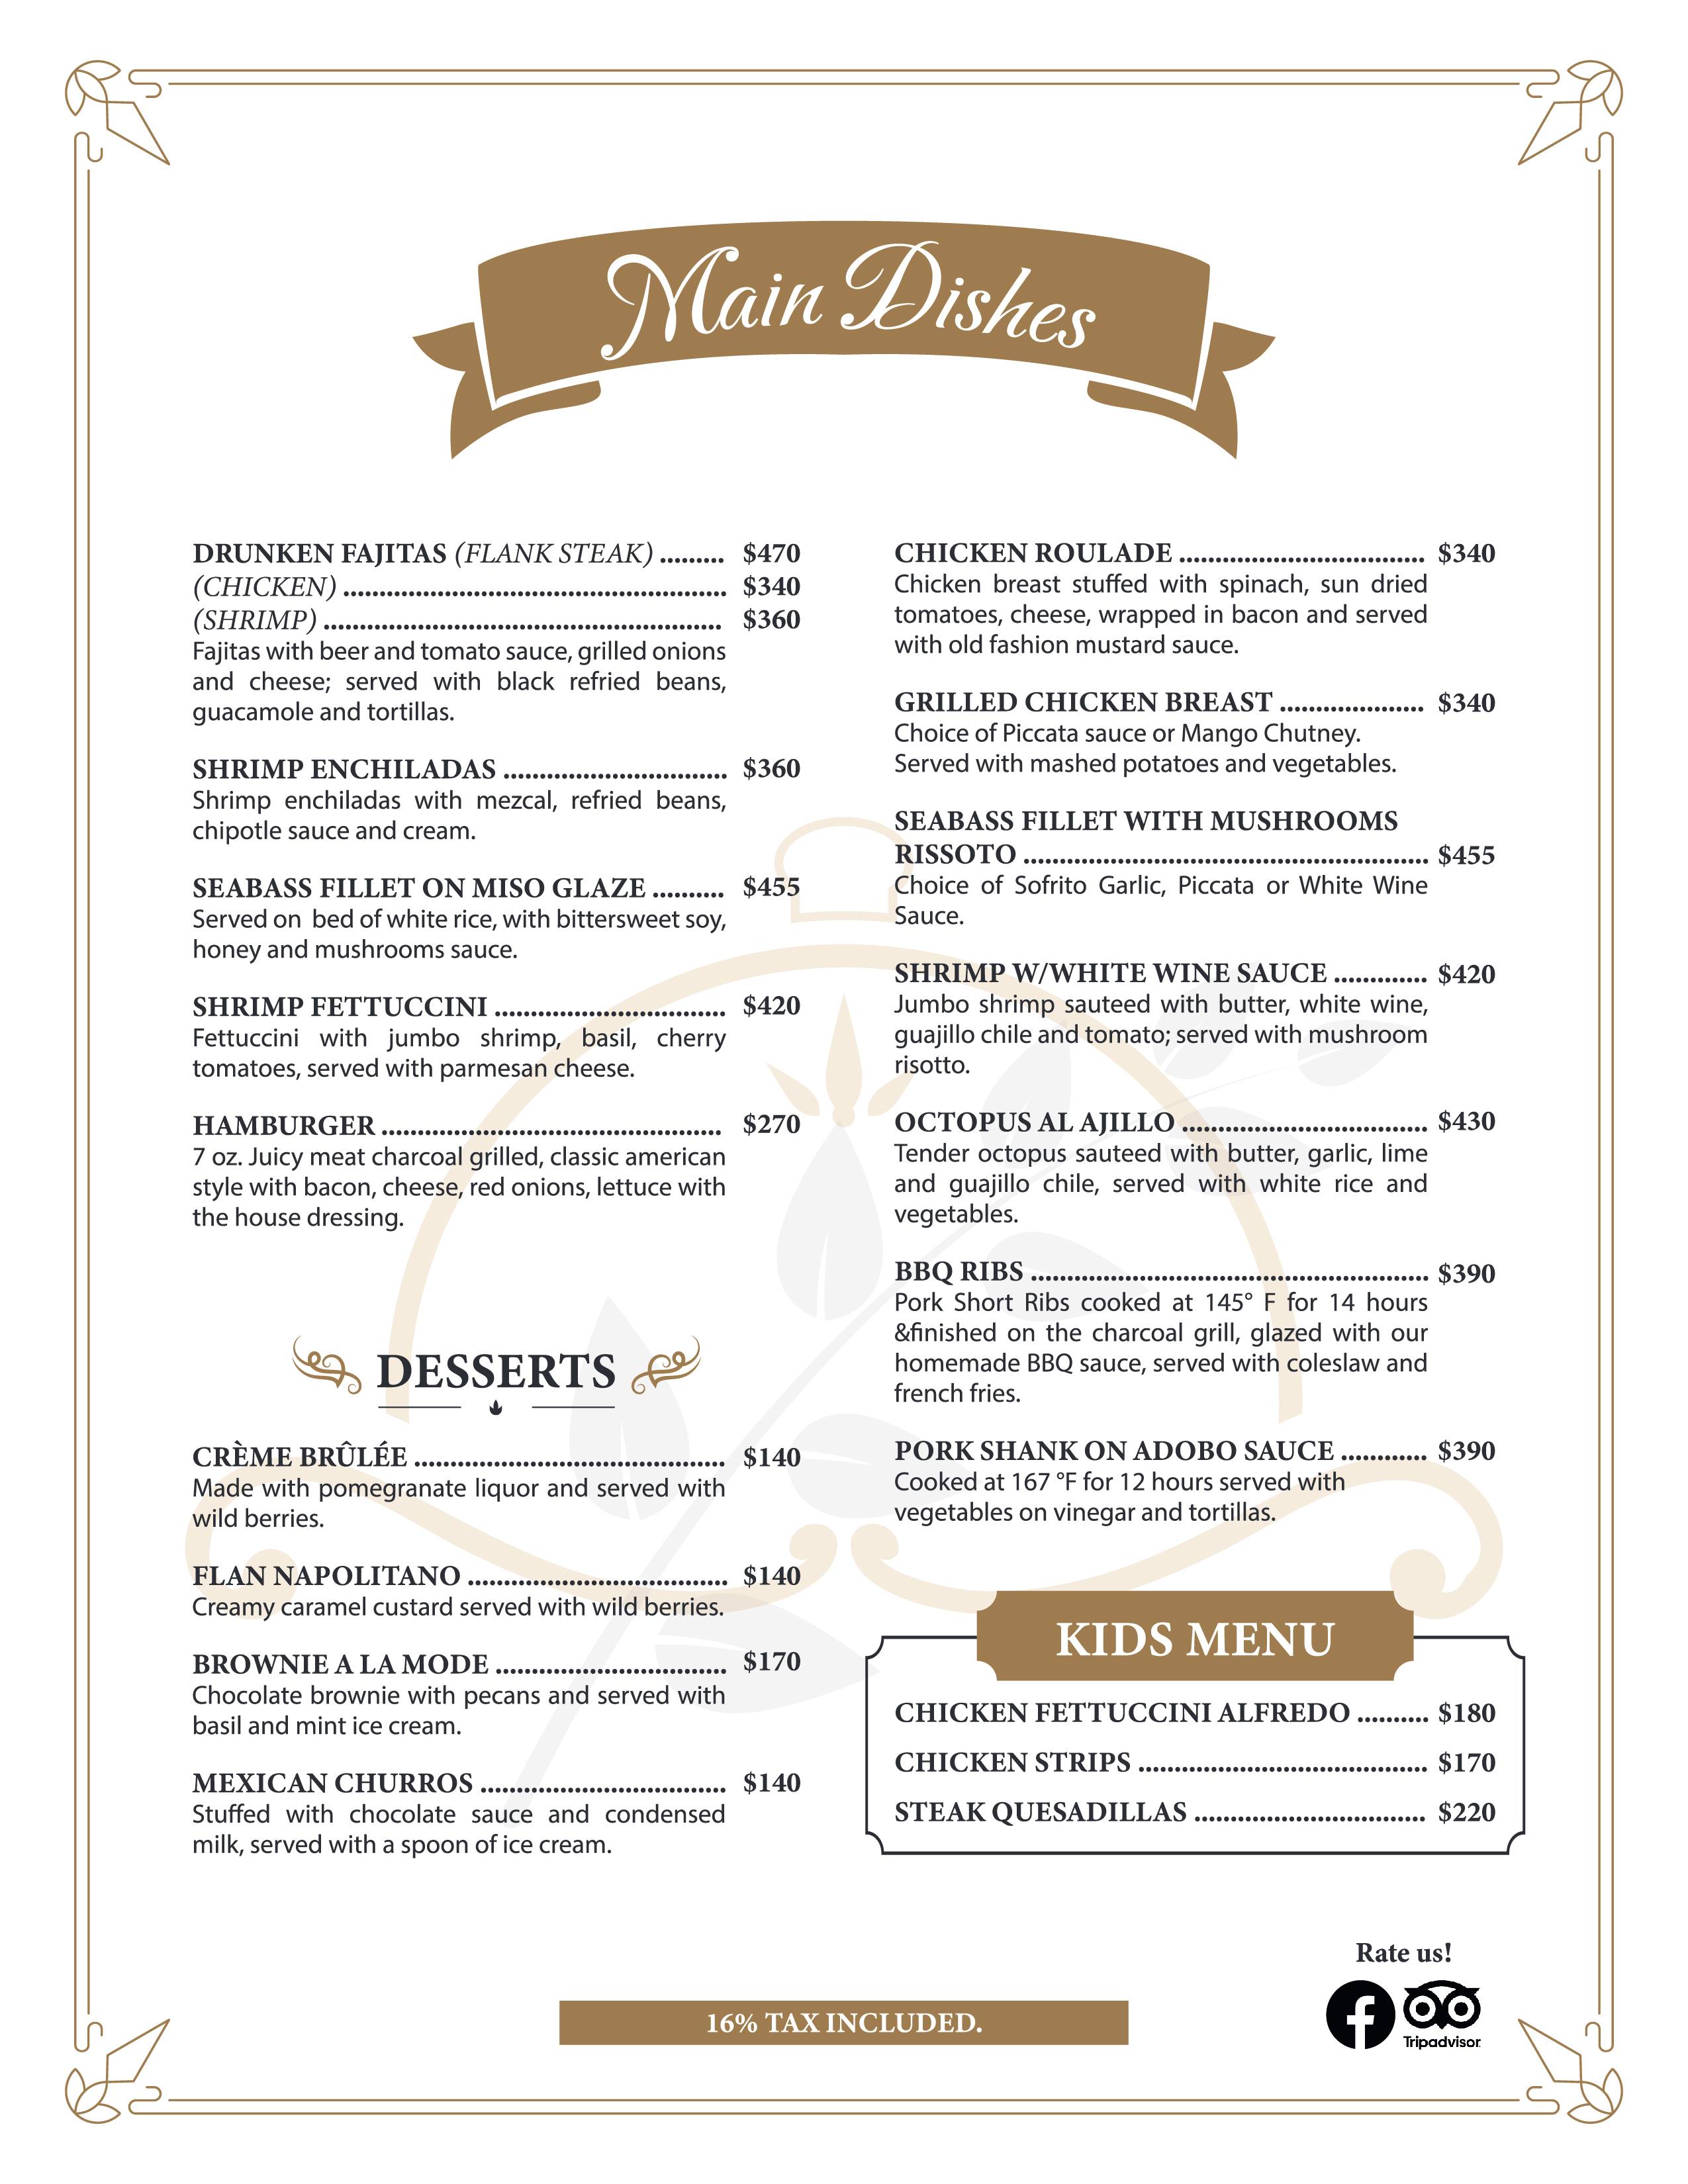 Main Dishes
DRUNKEN FAJITAS (FLANK STEAK) ......... $470
(CHICKEN) ..................................................... $340
(SHRIMP) ....................................................... $360
Fajitas with beer and tomato sauce, grilled onions
and cheese; served with black refried beans,
guacamole and tortillas.
SHRIMP ENCHILADAS ............................... $360
Shrimp enchiladas with mezcal, refried beans,
chipotle sauce and cream.
SEABASS FILLET ON MISO GLAZE .......... $455
Served on bed of white rice, with bittersweet soy,
honey and mushrooms sauce.
SHRIMP FETTUCCINI ................................ $420
Fettuccini with jumbo shrimp, basil, cherry
tomatoes, served with parmesan cheese.
HAMBURGER ............................................... $270
7 oz. Juicy meat charcoal grilled, classic american
style with bacon, cheese, red onions, lettuce with
the house dressing.
DESSERTS
CRÈME BRÛLÉE ........................................... $140
Made with pomegranate liquor and served with
wild berries.
FLAN NAPOLITANO .................................... $140
Creamy caramel custard served with wild berries.
BROWNIE A LA MODE ................................ $170
Chocolate brownie with pecans and served with
basil and mint ice cream.
MEXICAN CHURROS .................................. $140
Stuffed with chocolate sauce and condensed
milk, served with a spoon of ice cream.
CHICKEN ROULADE .................................. $340
Chicken breast stuffed with spinach, sun dried
tomatoes, cheese, wrapped in bacon and served
with old fashion mustard sauce.
GRILLED CHICKEN BREAST .................... $340
Choice of Piccata sauce or Mango Chutney.
Served with mashed potatoes and vegetables.
SEABASS FILLET WITH MUSHROOMS
RISSOTO ........................................................ $455
Choice of Sofrito Garlic, Piccata or White Wine
Sauce.
SHRIMP W/WHITE WINE SAUCE ............. $420
Jumbo shrimp sauteed with butter, white wine,
guajillo chile and tomato; served with mushroom
risotto.
OCTOPUS AL AJILLO .................................. $430
Tender octopus sauteed with butter, garlic, lime
and guajillo chile, served with white rice and
vegetables.
BBQ RIBS ....................................................... $390
Pork Short Ribs cooked at 145° F for 14 hours
&finished on the charcoal grill, glazed with our
homemade BBQ sauce, served with coleslaw and
french fries.
PORK SHANK ON ADOBO SAUCE ............ $390
Cooked at 167 °F for 12 hours served with
vegetables on vinegar and tortillas.
KIDS MENU
CHICKEN FETTUCCINI ALFREDO .......... $180
CHICKEN STRIPS ........................................ $170
STEAK QUESADILLAS ................................ $220
Rate us!
Tripadvisor
16% TAX INCLUDED.